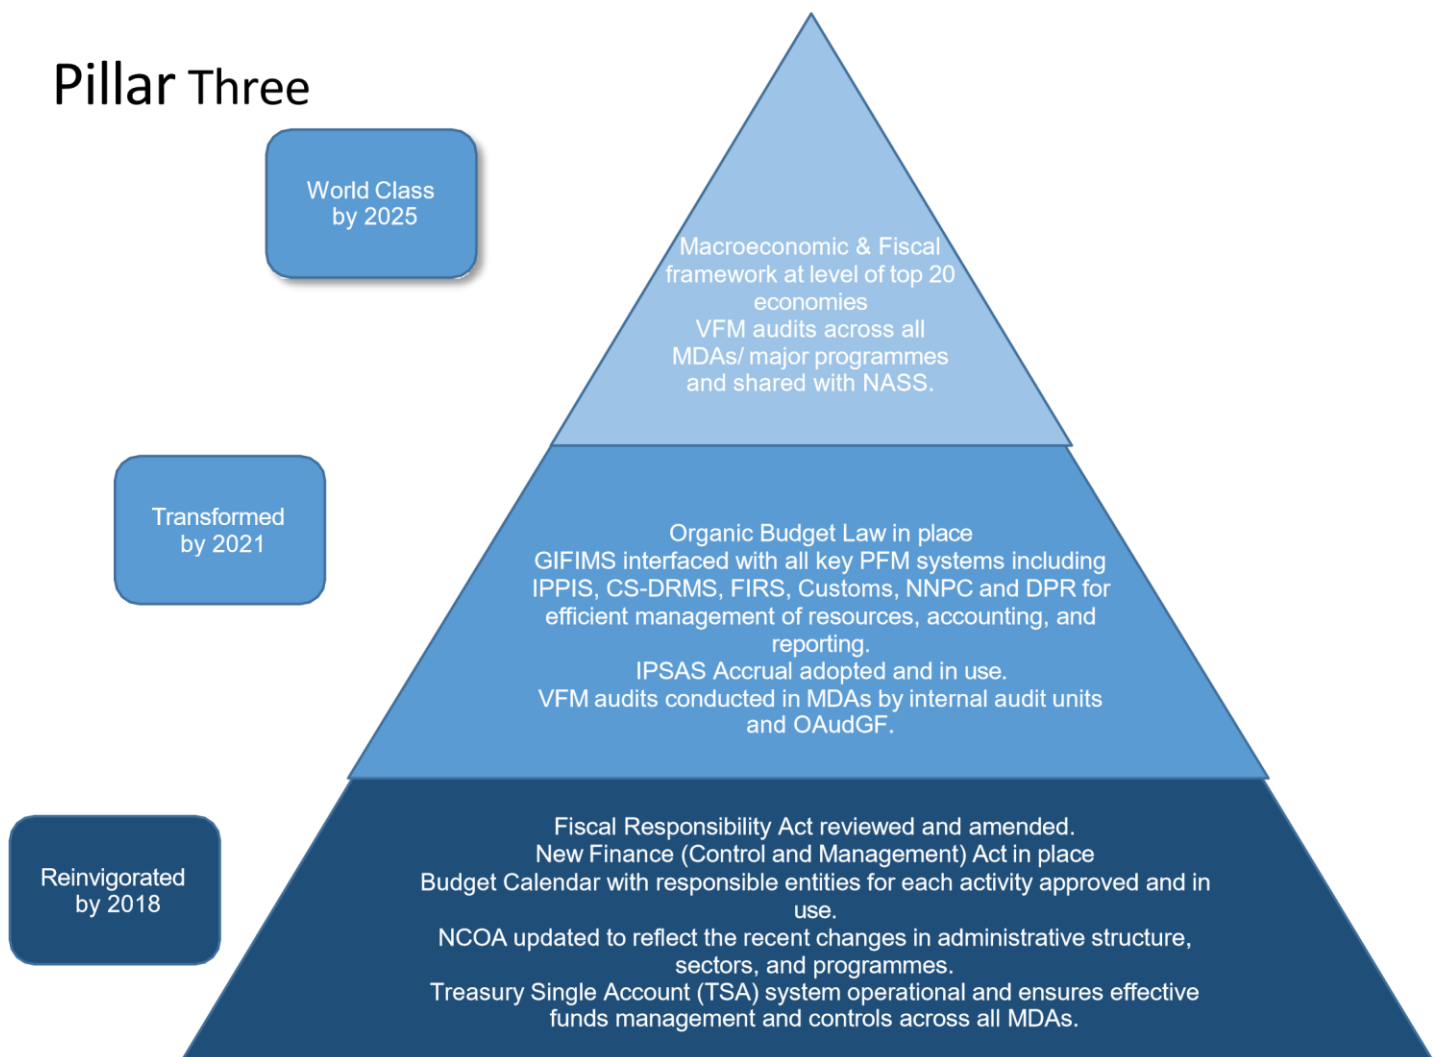 Pillar Three
World Class
by 2025
Macroeconomic & Fiscal
framework at level of top 20
economies
VFM audits across all
MDAs/ major programmes
and shared with NASS.
Transformed
by 2021
Organic Budget Law in place
GIFIMS interfaced with all key PFM systems including
IPPIS, CS-DRMS, FIRS, Customs, NNPC and DPR for
efficient management of resources, accounting, and
reporting.
IPSAS Accrual adopted and in use.
VFM audits conducted in MDAs by internal audit units
and OAudGF.
Reinvigorated
by 2018
Fiscal Responsibility Act reviewed and amended.
New Finance (Control and Management) Act in place
Budget Calendar with responsible entities for each activity approved and in
use.
NCOA updated to reflect the recent changes in administrative structure,
sectors, and programmes.
Treasury Single Account (TSA) system operational and ensures effective
funds management and controls across all MDAs.